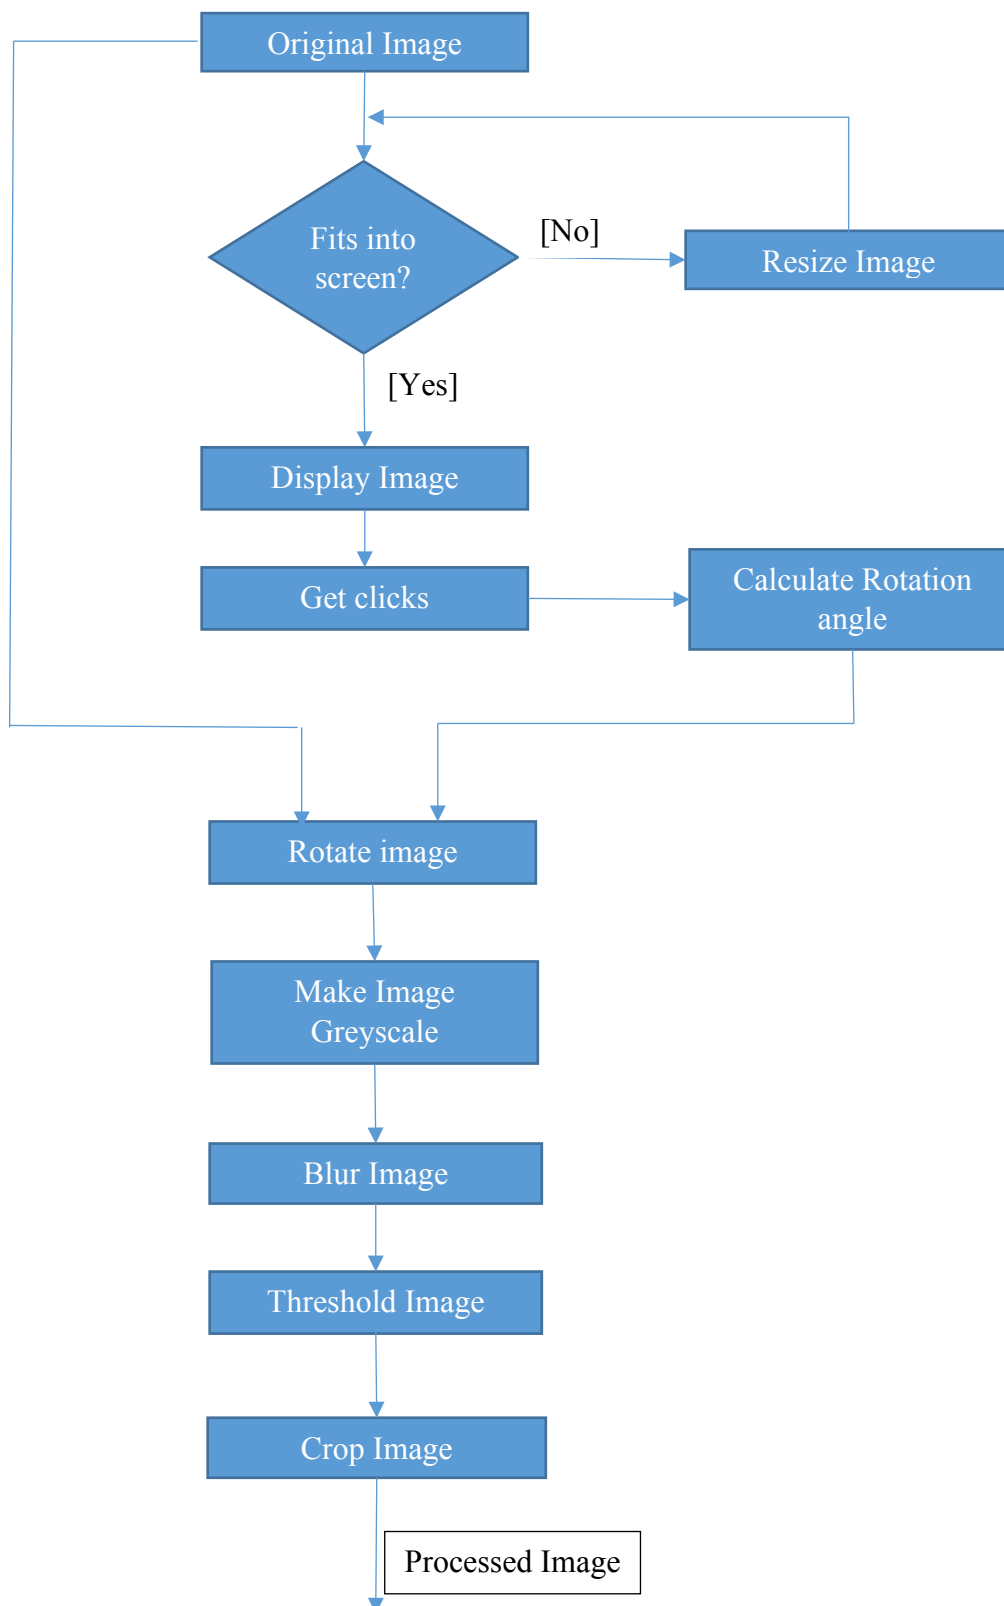 Original Image
Fits into
screen?
[No]
Resize Image
[Yes]
Display Image
Get clicks
Calculate Rotation
angle
Rotate image
Make Image
Greyscale
Blur Image
Threshold Image
Crop Image
Processed Image